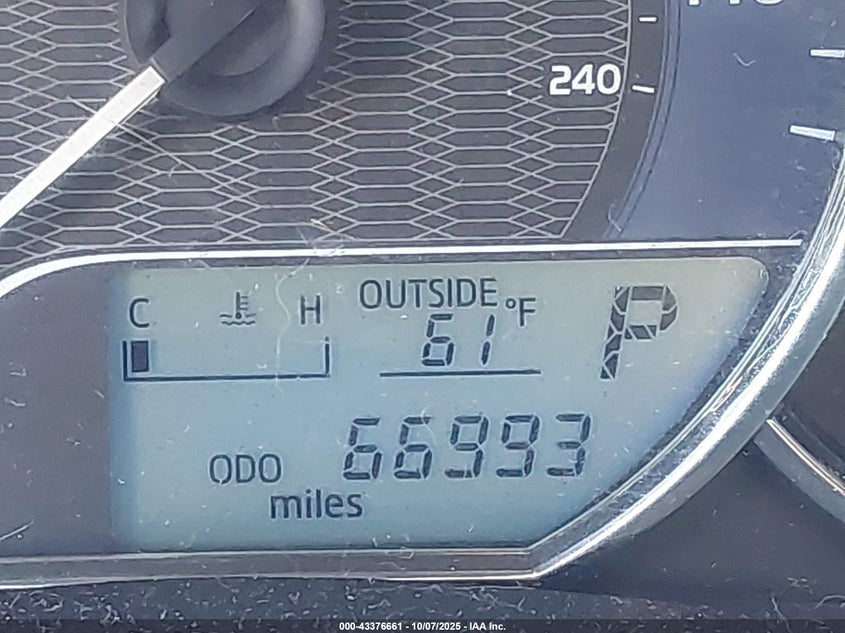 240
C H OUTSIDE °F
61 P
ODO 66993
miles
000-43376661 - 10/07/2025 - IAA Inc.